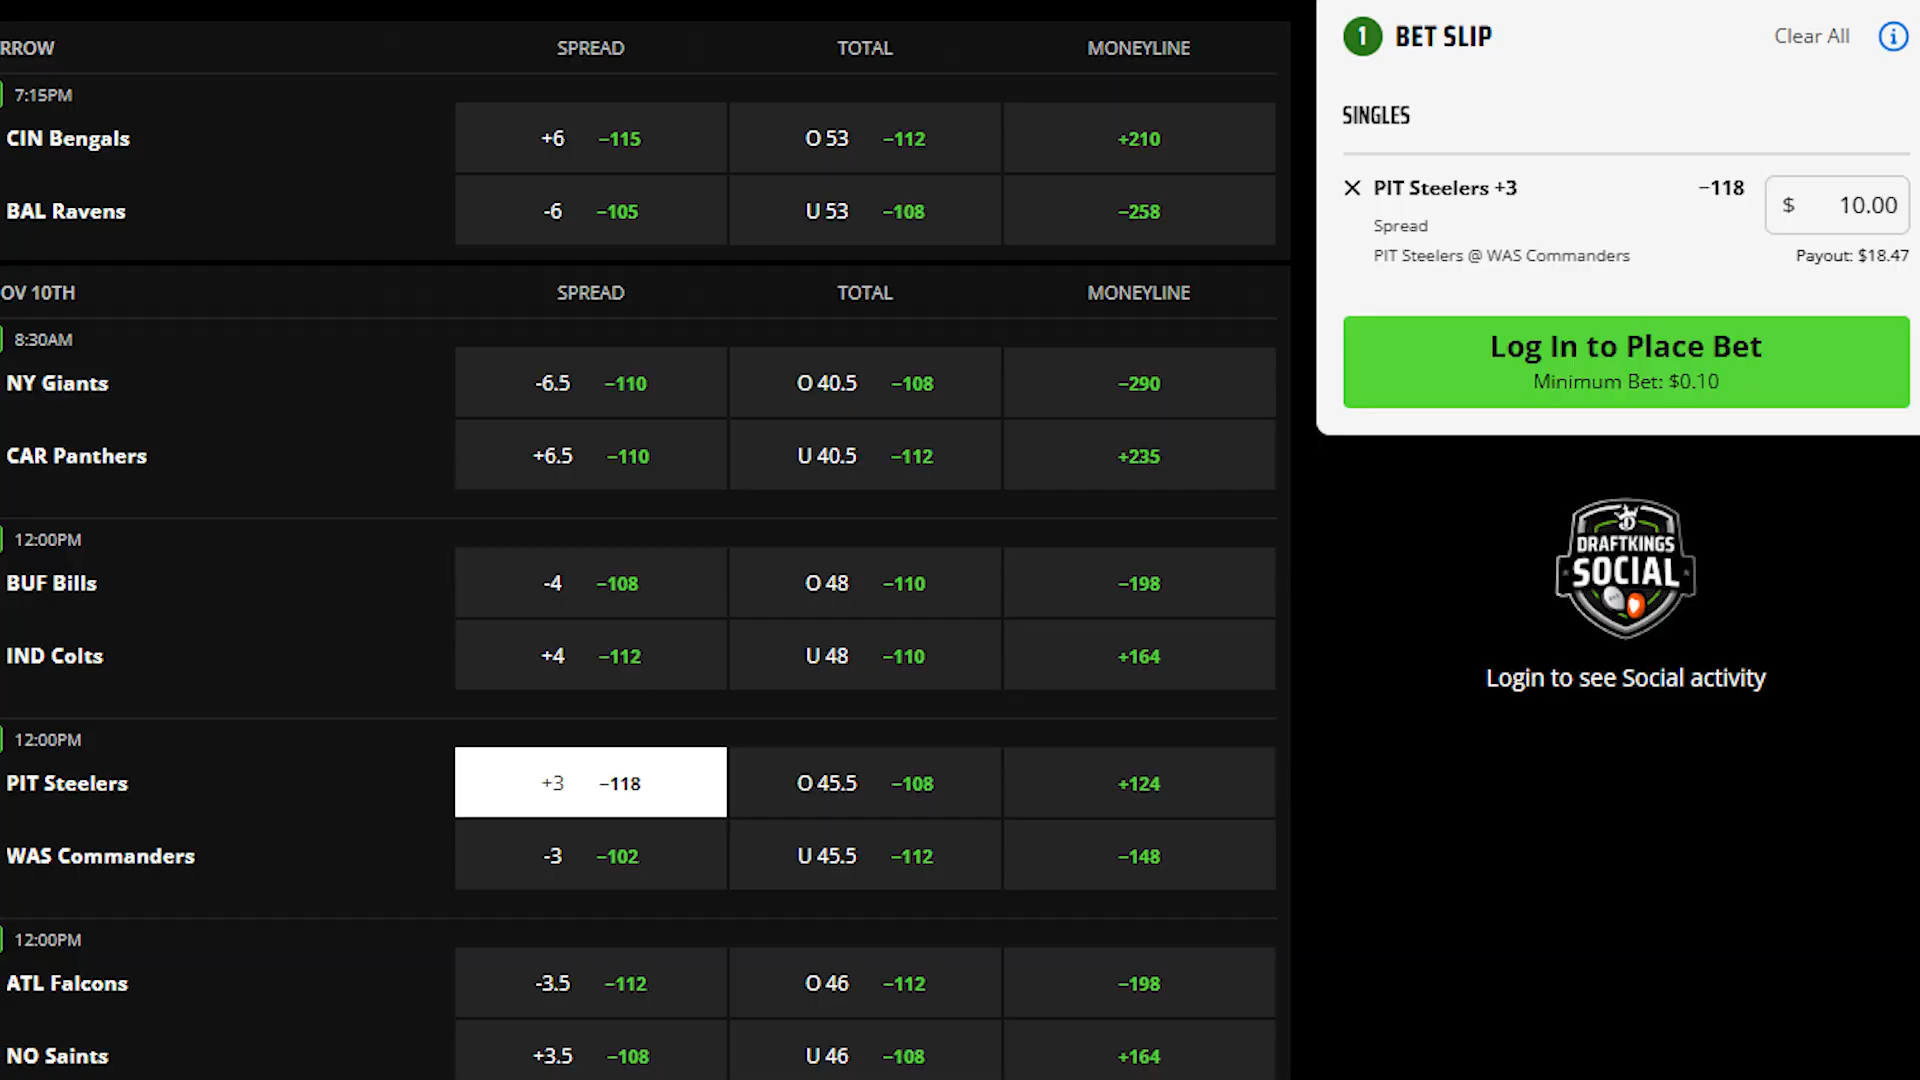 RROW SPREAD TOTAL MONEYLINE
7:15PM
CIN Bengals +6 −115 O 53 −112 +210
BAL Ravens -6 −105 U 53 −108 −258
OV 10TH SPREAD TOTAL MONEYLINE
8:30AM
NY Giants -6.5 −110 O 40.5 −108 −290
CAR Panthers +6.5 −110 U 40.5 −112 +235
12:00PM
BUF Bills -4 −108 O 48 −110 −198
IND Colts +4 −112 U 48 −110 +164
12:00PM
PIT Steelers +3 −118 O 45.5 −108 +124
WAS Commanders -3 −102 U 45.5 −112 −148
12:00PM
ATL Falcons -3.5 −112 O 46 −112 −198
NO Saints +3.5 −108 U 46 −108 +164
1 BET SLIP Clear All i
SINGLES
PIT Steelers +3 −118 $ 10.00
Spread
PIT Steelers @ WAS Commanders Payout: $18.47
Log In to Place Bet
Minimum Bet: $0.10
DRAFTKINGS
SOCIAL
Login to see Social activity